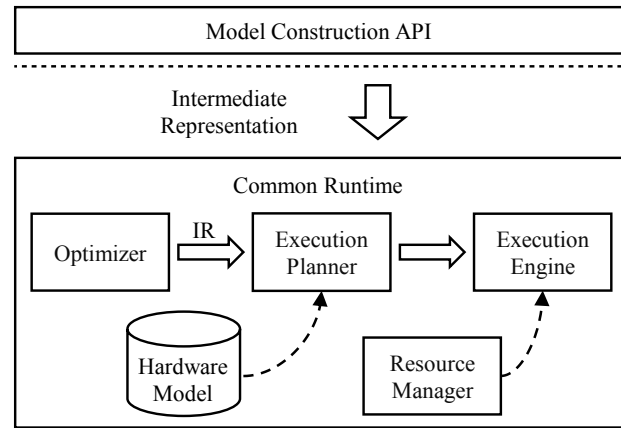 Model Construction API
Intermediate
Representation
Common Runtime
Optimizer
IR
Execution
Planner
Execution
Engine
Hardware
Model
Resource
Manager